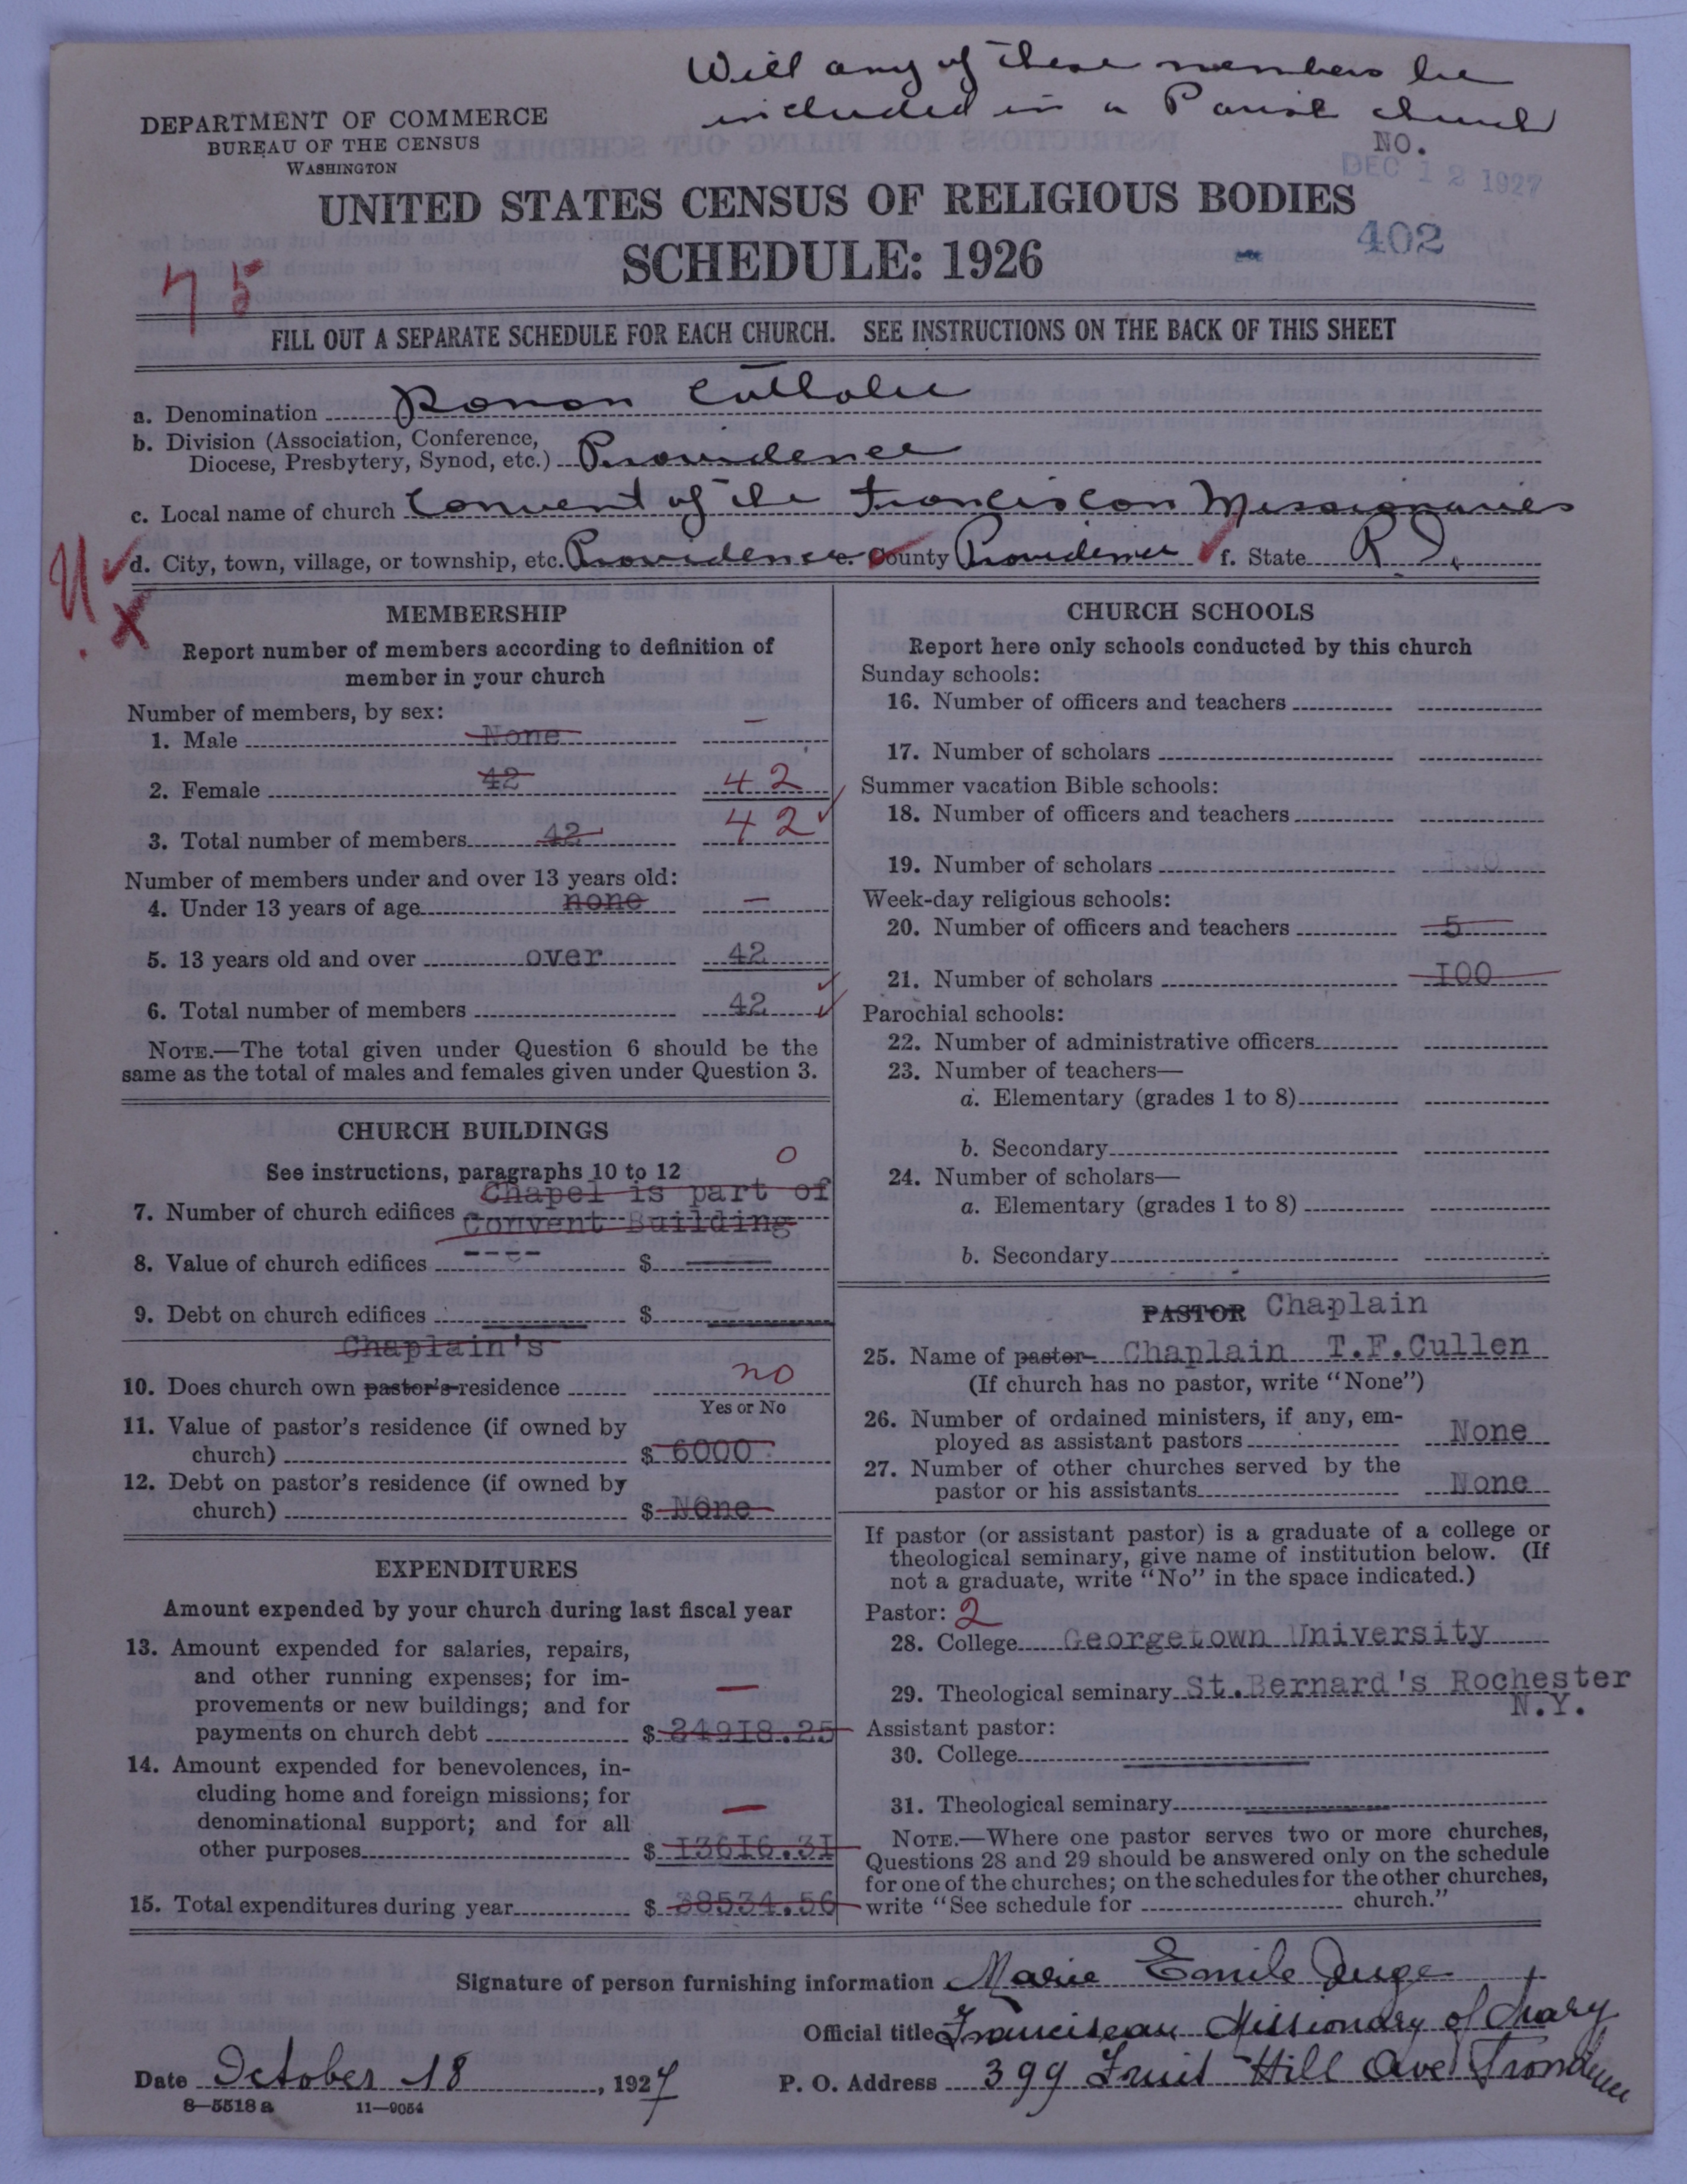 Will any of these members be
included in a Parish church
DEPARTMENT OF COMMERCE
BUREAU OF THE CENSUS
WASHINGTON
NO.
DEC 12 1927
UNITED STATES CENSUS OF RELIGIOUS BODIES
SCHEDULE: 1926
402
75
FILL OUT A SEPARATE SCHEDULE FOR EACH CHURCH. SEE INSTRUCTIONS ON THE BACK OF THIS SHEET
a. Denomination Roman Catholic
b. Division (Association, Conference,
Diocese, Presbytery, Synod, etc.) Providence
c. Local name of church Convent of the Franciscan Missionaries
d. City, town, village, or township, etc. Providence e. County Providence f. State R. I.
MEMBERSHIP
Report number of members according to definition of
member in your church
Number of members, by sex:
1. Male None —
2. Female 42 42
3. Total number of members 42 42
Number of members under and over 13 years old:
4. Under 13 years of age none —
5. 13 years old and over over 42
6. Total number of members 42
NOTE.—The total given under Question 6 should be the
same as the total of males and females given under Question 3.
CHURCH BUILDINGS
See instructions, paragraphs 10 to 12
0
Chapel is part of
7. Number of church edifices Convent Building
8. Value of church edifices ---- $
9. Debt on church edifices $
Chaplain's
10. Does church own pastor's residence no
Yes or No
11. Value of pastor's residence (if owned by
church) $ 6000.
12. Debt on pastor's residence (if owned by
church) $ None
EXPENDITURES
Amount expended by your church during last fiscal year
13. Amount expended for salaries, repairs,
and other running expenses; for im-
provements or new buildings; and for
payments on church debt $ 24918.25
14. Amount expended for benevolences, in-
cluding home and foreign missions; for
denominational support; and for all
other purposes $ 13616.31
15. Total expenditures during year $ 38534.56
CHURCH SCHOOLS
Report here only schools conducted by this church
Sunday schools:
16. Number of officers and teachers
17. Number of scholars
Summer vacation Bible schools:
18. Number of officers and teachers
19. Number of scholars
Week-day religious schools:
20. Number of officers and teachers 5
21. Number of scholars 100
Parochial schools:
22. Number of administrative officers
23. Number of teachers—
a. Elementary (grades 1 to 8)
b. Secondary
24. Number of scholars—
a. Elementary (grades 1 to 8)
b. Secondary
PASTOR Chaplain
25. Name of pastor Chaplain T.F.Cullen
(If church has no pastor, write "None")
26. Number of ordained ministers, if any, em-
ployed as assistant pastors None
27. Number of other churches served by the
pastor or his assistants None
If pastor (or assistant pastor) is a graduate of a college or
theological seminary, give name of institution below. (If
not a graduate, write "No" in the space indicated.)
Pastor: 2
28. College Georgetown University
29. Theological seminary St.Bernard's Rochester
N.Y.
Assistant pastor:
30. College
31. Theological seminary
NOTE.—Where one pastor serves two or more churches,
Questions 28 and 29 should be answered only on the schedule
for one of the churches; on the schedules for the other churches,
write "See schedule for church."
Signature of person furnishing information Marie Emile Juge
Official title Franciscan Missionary of Mary
Date October 18, 1927 P. O. Address 399 Fruit Hill Ave Providence
8—5518 a 11—9054